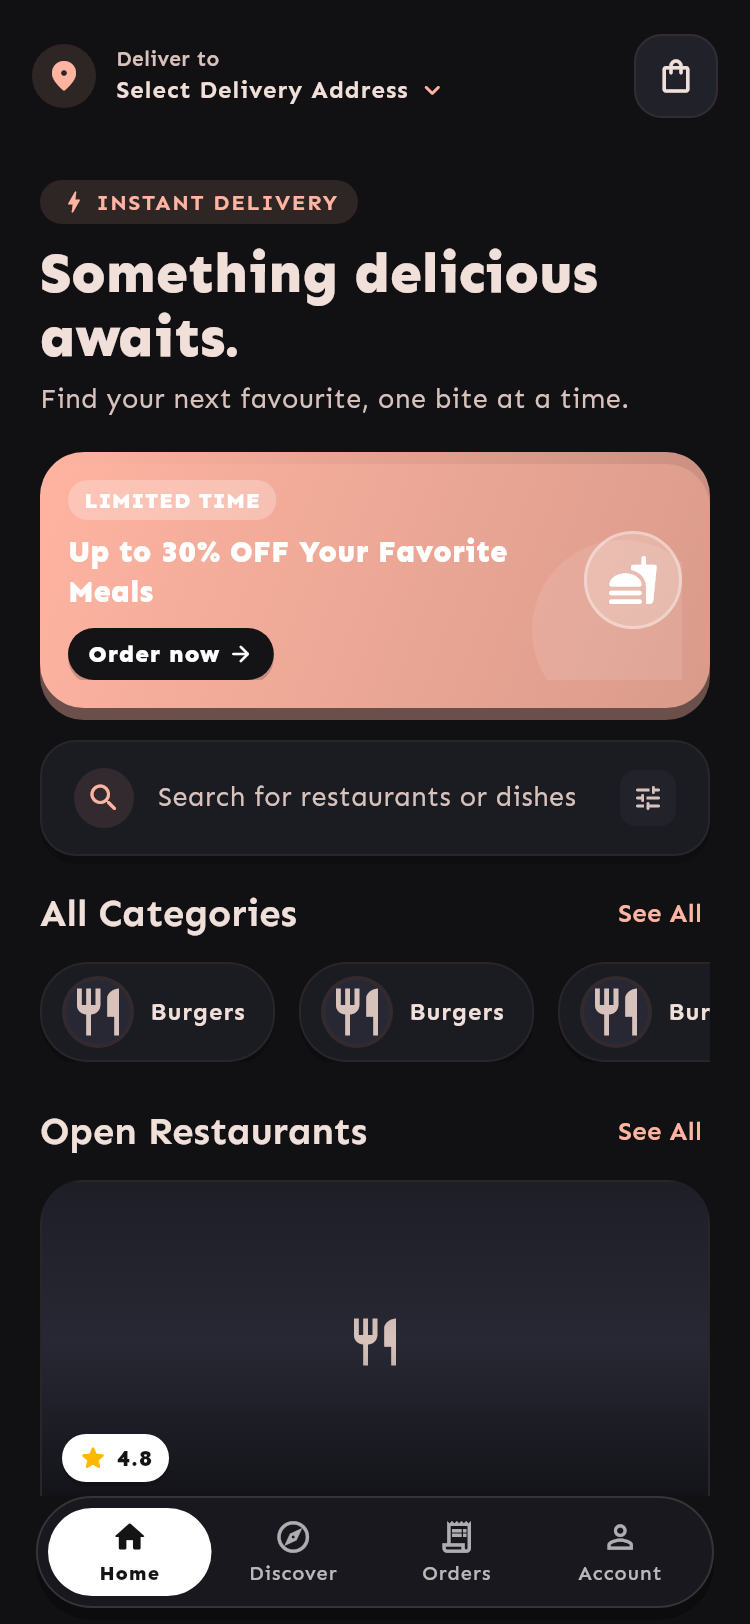 Deliver to
Select Delivery Address
INSTANT DELIVERY
Something delicious
awaits.
Find your next favourite, one bite at a time.
LIMITED TIME
Up to 30% OFF Your Favorite
Meals
Order now
Search for restaurants or dishes
All Categories
See All
Burgers
Burgers
Bur
Open Restaurants
See All
4.8
Home
Discover
Orders
Account